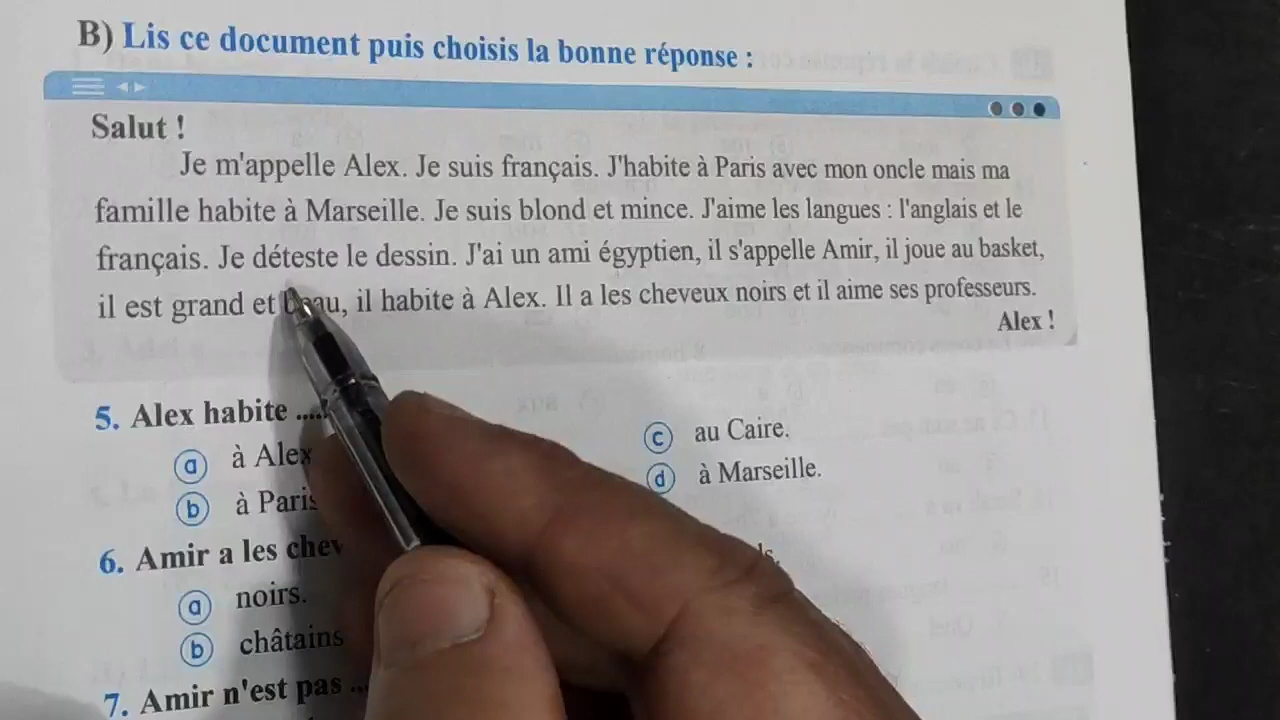 B) Lis ce document puis choisis la bonne réponse :
Salut !
Je m'appelle Alex. Je suis français. J'habite à Paris avec mon oncle mais ma
famille habite à Marseille. Je suis blond et mince. J'aime les langues : l'anglais et le
français. Je déteste le dessin. J'ai un ami égyptien, il s'appelle Amir, il joue au basket,
il est grand et beau, il habite à Alex. Il a les cheveux noirs et il aime ses professeurs.
Alex !
5. Alex habite ....
a à Alex
b à Paris
c au Caire.
d à Marseille.
6. Amir a les chev
a noirs.
b châtains
7. Amir n'est pas ...